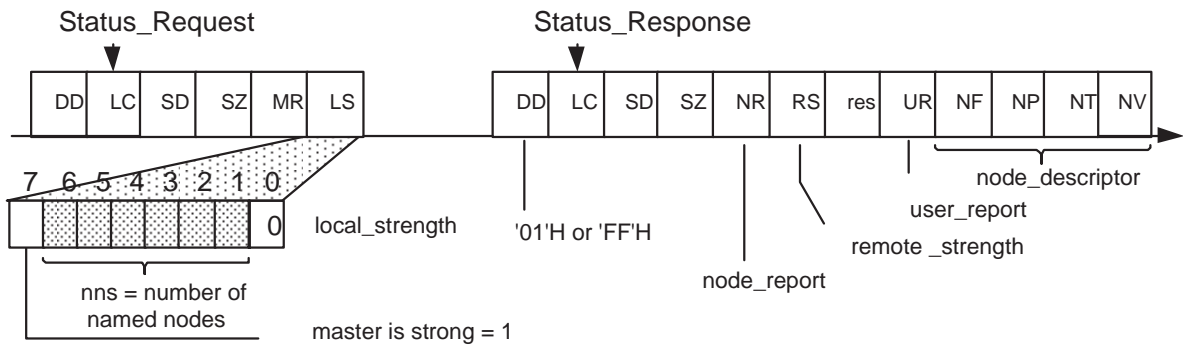 Status_Request Status_Response
DD LC SD SZ MR LS DD LC SD SZ NR RS res UR NF NP NT NV
7 6 5 4 3 2 1 0
0
local_strength
'01'H or 'FF'H
node_descriptor
user_report
remote _strength
node_report
nns = number of
named nodes
master is strong = 1